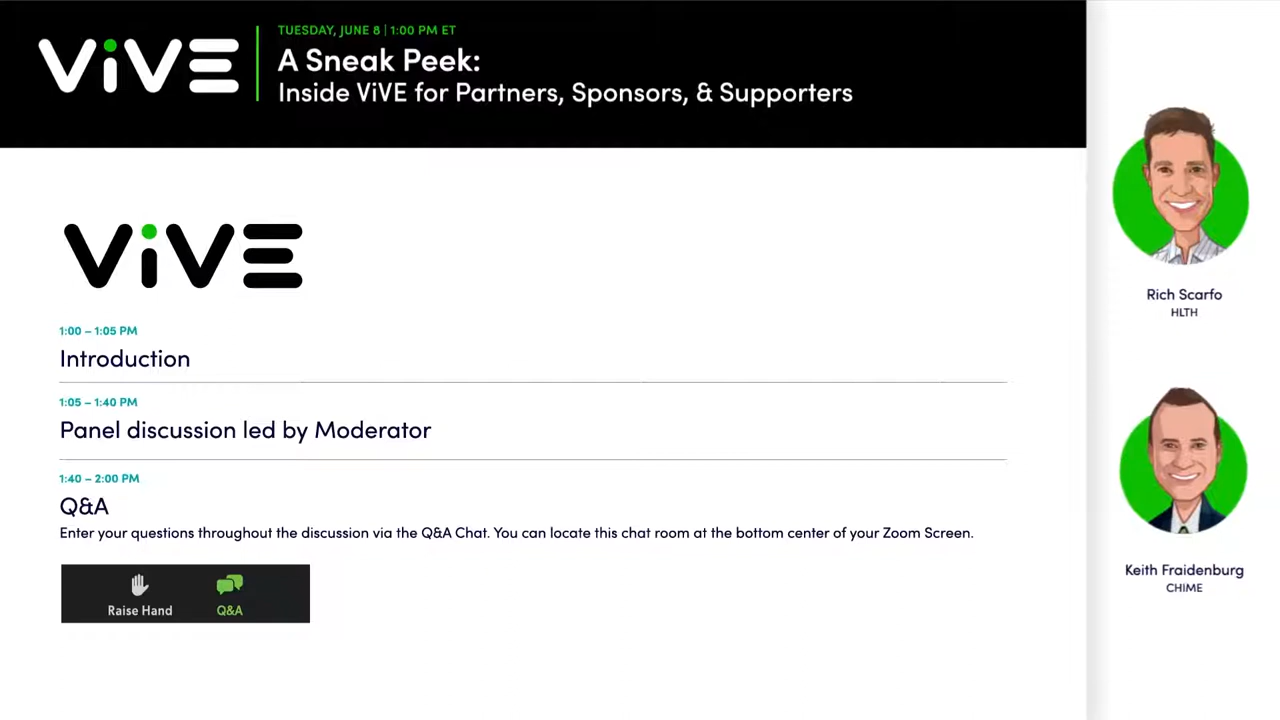 ViVE
TUESDAY, JUNE 8 | 1:00 PM ET
A Sneak Peek:
Inside ViVE for Partners, Sponsors, & Supporters
ViVE
1:00 – 1:05 PM
Introduction
1:05 – 1:40 PM
Panel discussion led by Moderator
1:40 – 2:00 PM
Q&A
Enter your questions throughout the discussion via the Q&A Chat. You can locate this chat room at the bottom center of your Zoom Screen.
Raise Hand Q&A
Rich Scarfo
HLTH
Keith Fraidenburg
CHIME